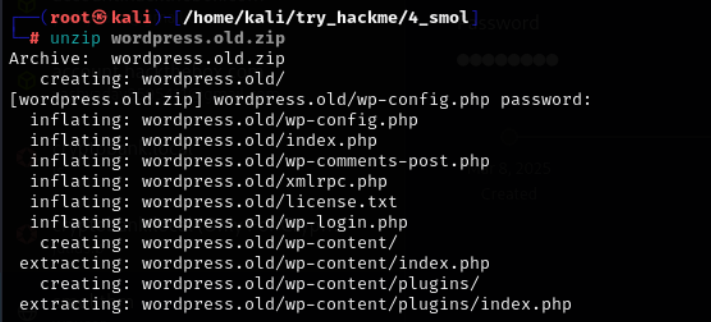 ┌──(root㉿kali)-[/home/kali/try_hackme/4_smol]
└─# unzip wordpress.old.zip
Archive:  wordpress.old.zip
   creating: wordpress.old/
[wordpress.old.zip] wordpress.old/wp-config.php password:
  inflating: wordpress.old/wp-config.php
  inflating: wordpress.old/index.php
  inflating: wordpress.old/wp-comments-post.php
  inflating: wordpress.old/xmlrpc.php
  inflating: wordpress.old/license.txt
  inflating: wordpress.old/wp-login.php
   creating: wordpress.old/wp-content/
 extracting: wordpress.old/wp-content/index.php
   creating: wordpress.old/wp-content/plugins/
 extracting: wordpress.old/wp-content/plugins/index.php
Password
2025
Created